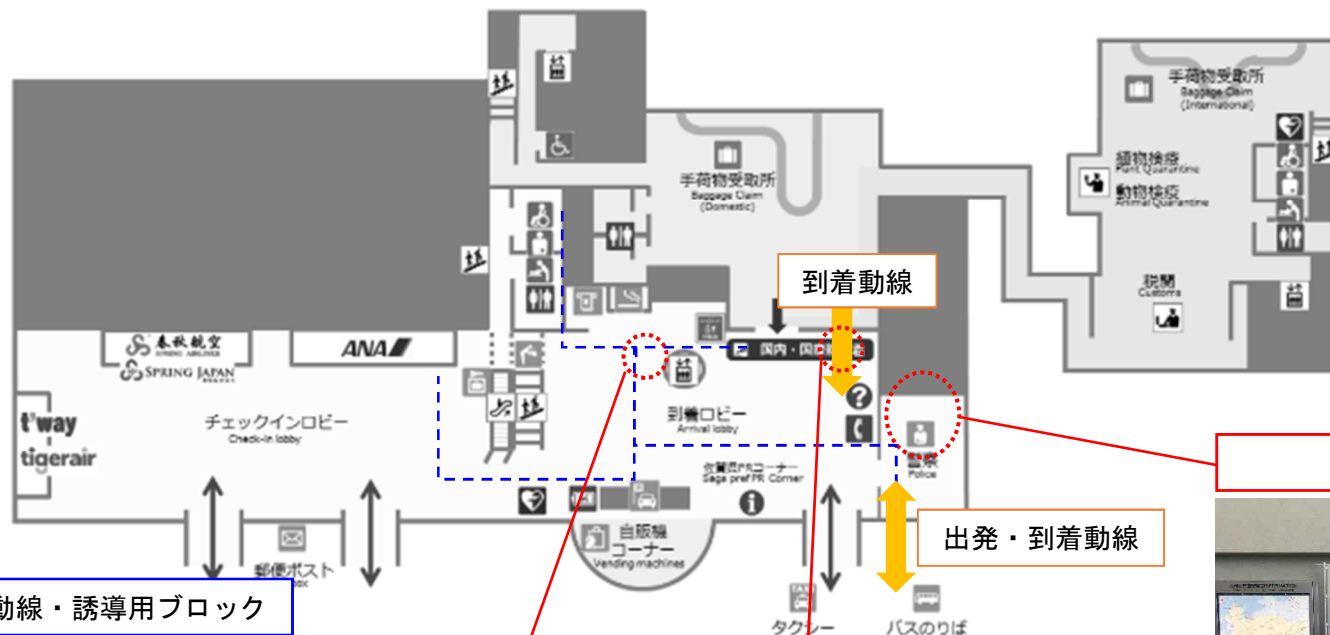 手荷物受取所
Baggage Claim
(International)
植物検疫
Plant Quarantine
動物検疫
Animal Quarantine
税関
Customs
手荷物受取所
Baggage Claim
(Domestic)
到着動線
国内・国
春秋航空
SPRING AIRLINES
SPRING JAPAN
ANA
t'way
tigerair
チェックインロビー
Check-in lobby
到着ロビー
Arrival lobby
佐賀県PRコーナー
Saga pref PR Corner
警察
Police
出発・到着動線
自販機
コーナー
Vending machines
郵便ポスト
動線・誘導用ブロック
TAXI
タクシー
バスのりば